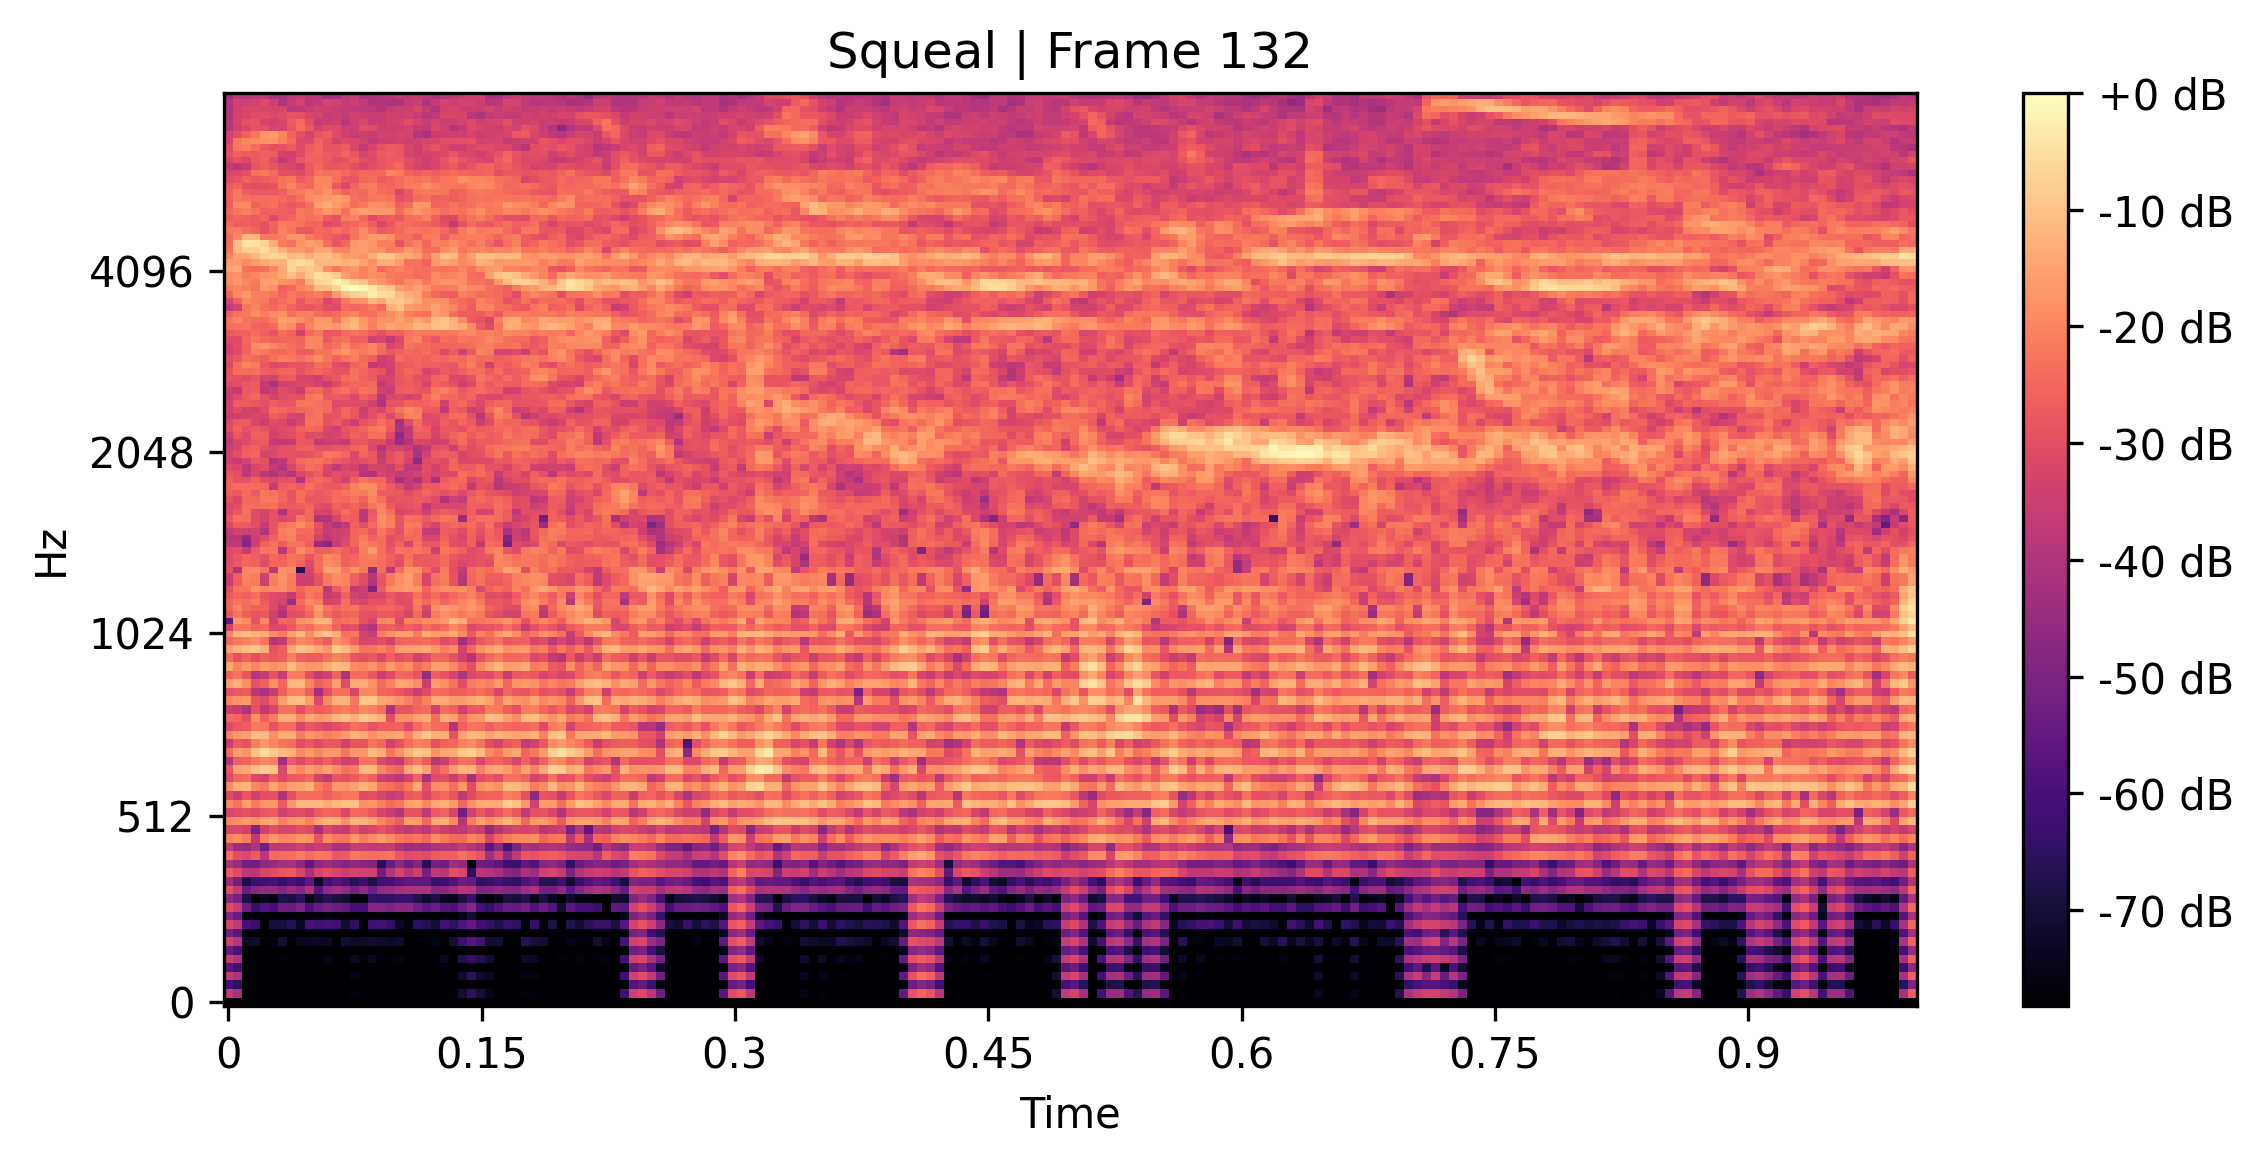 Squeal | Frame 132
+0 dB
-10 dB
-20 dB
-30 dB
-40 dB
-50 dB
-60 dB
-70 dB
4096
2048
1024
512
0
Hz
0 0.15 0.3 0.45 0.6 0.75 0.9
Time